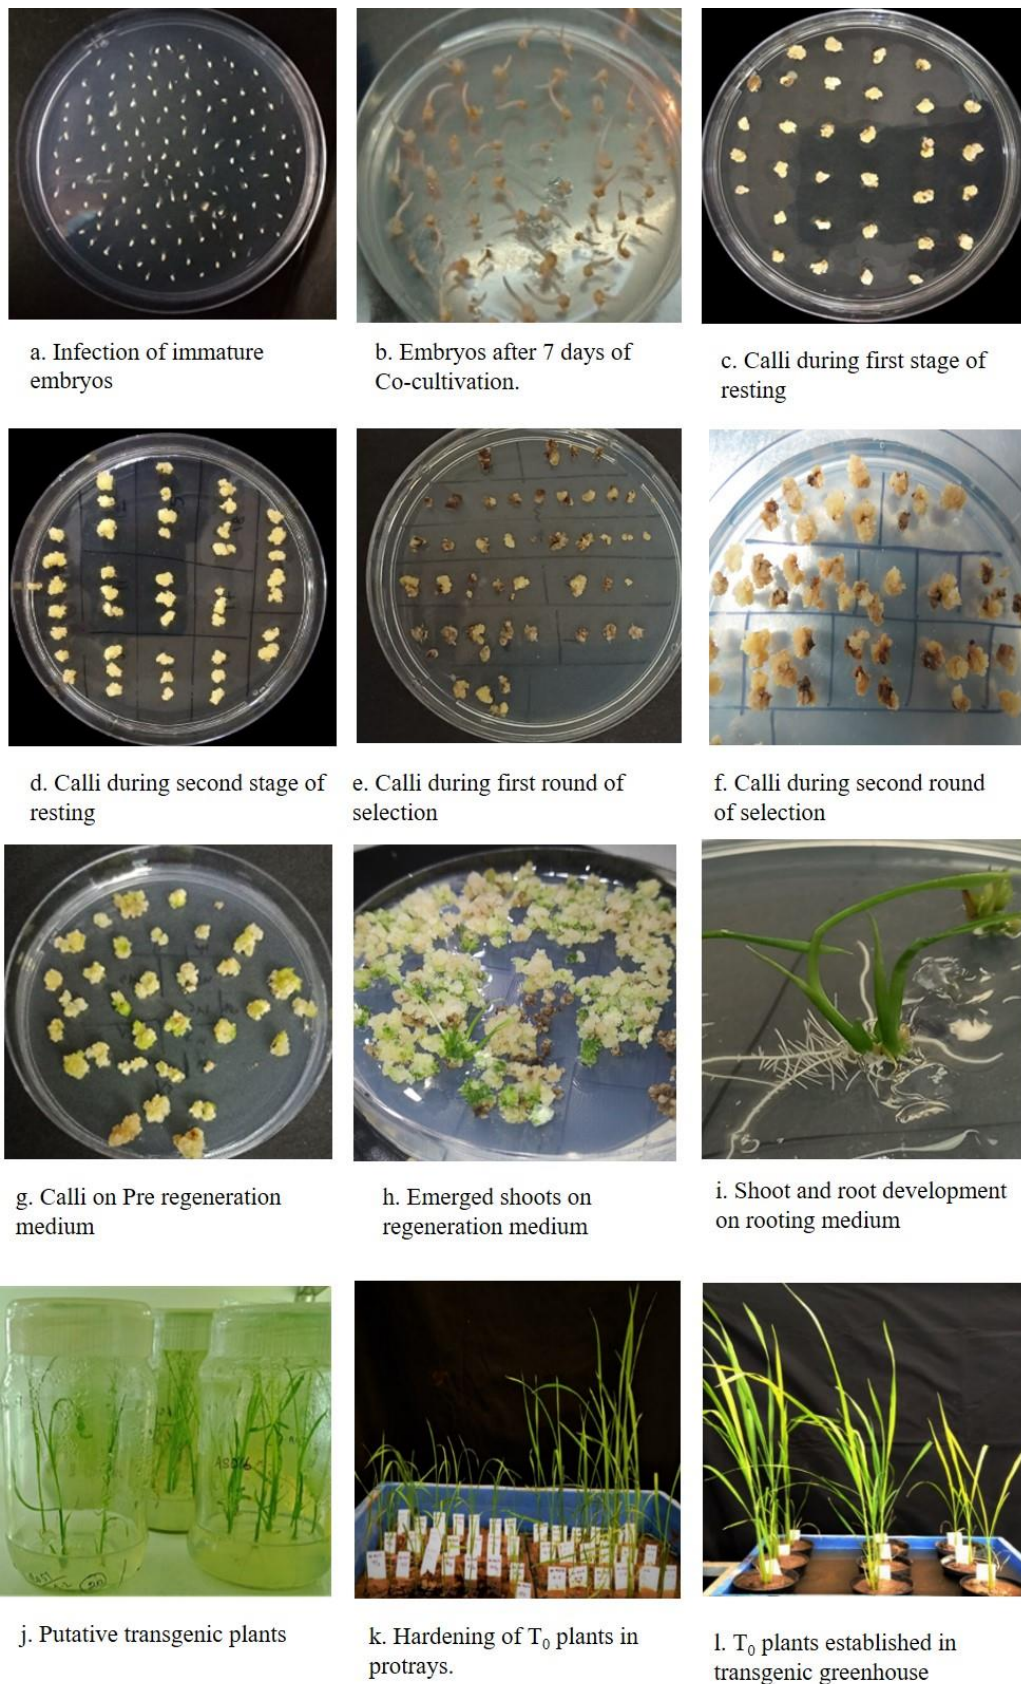 a. Infection of immature
embryos
b. Embryos after 7 days of
Co-cultivation.
c. Calli during first stage of
resting
d. Calli during second stage of
resting
e. Calli during first round of
selection
f. Calli during second round
of selection
g. Calli on Pre regeneration
medium
h. Emerged shoots on
regeneration medium
i. Shoot and root development
on rooting medium
ASD16
j. Putative transgenic plants
k. Hardening of T₀ plants in
protrays.
l. T₀ plants established in
transgenic greenhouse